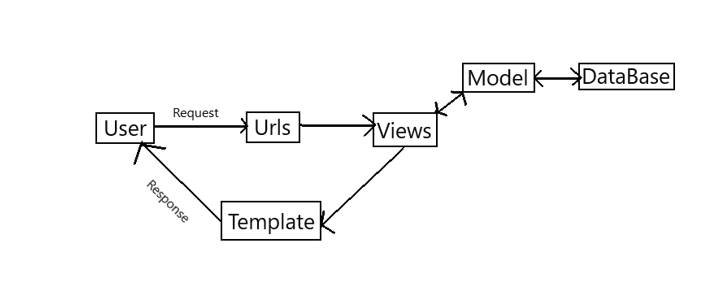 Model
DataBase
Request
User
Urls
Views
Response
Template